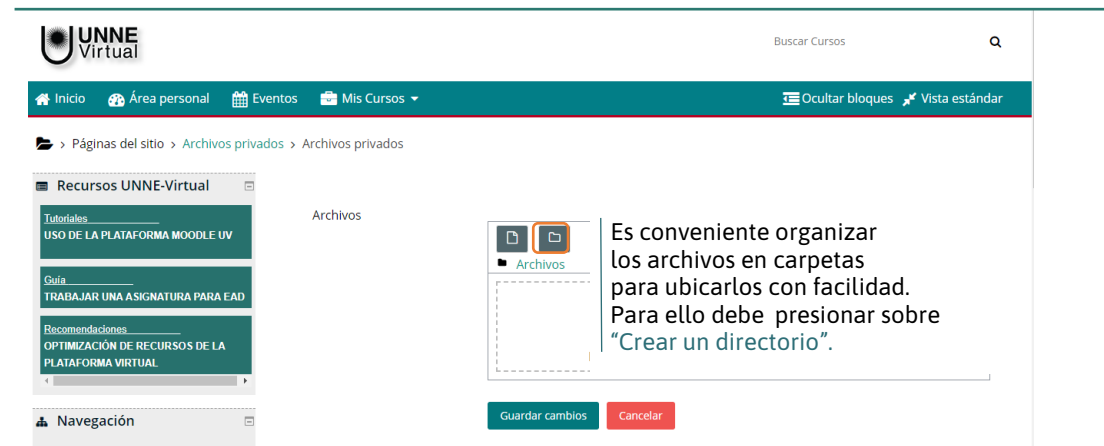 UNNE
Virtual
Buscar Cursos
Inicio Área personal Eventos Mis Cursos Ocultar bloques Vista estándar
> Páginas del sitio > Archivos privados > Archivos privados
Recursos UNNE-Virtual
Tutoriales
USO DE LA PLATAFORMA MOODLE UV
Guía
TRABAJAR UNA ASIGNATURA PARA EAD
Recomendaciones
OPTIMIZACIÓN DE RECURSOS DE LA
PLATAFORMA VIRTUAL
Navegación
Archivos
Archivos
Es conveniente organizar
los archivos en carpetas
para ubicarlos con facilidad.
Para ello debe presionar sobre
“Crear un directorio”.
Guardar cambios Cancelar